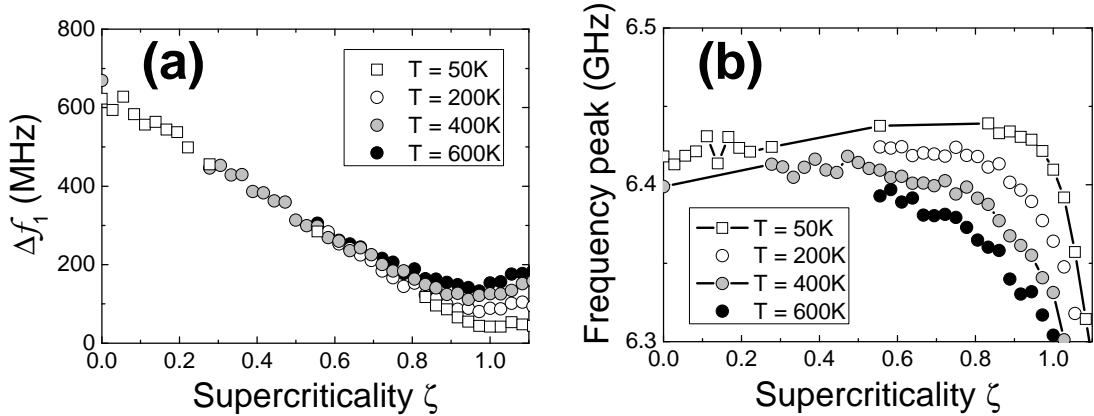 (a)
800
600
400
200
0
Δf₁ (MHz)
T = 50K
T = 200K
T = 400K
T = 600K
0.0 0.2 0.4 0.6 0.8 1.0
Supercriticality ζ
(b)
6.5
6.4
6.3
Frequency peak (GHz)
T = 50K
T = 200K
T = 400K
T = 600K
0.0 0.2 0.4 0.6 0.8 1.0
Supercriticality ζ